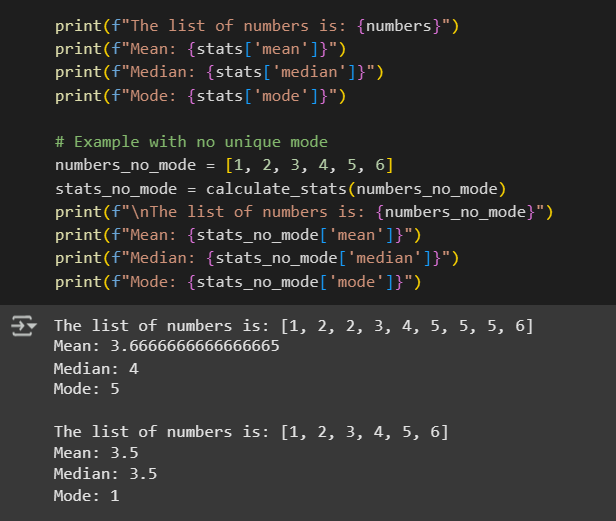 print(f"The list of numbers is: {numbers}")
print(f"Mean: {stats['mean']}")
print(f"Median: {stats['median']}")
print(f"Mode: {stats['mode']}")
# Example with no unique mode
numbers_no_mode = [1, 2, 3, 4, 5, 6]
stats_no_mode = calculate_stats(numbers_no_mode)
print(f"\nThe list of numbers is: {numbers_no_mode}")
print(f"Mean: {stats_no_mode['mean']}")
print(f"Median: {stats_no_mode['median']}")
print(f"Mode: {stats_no_mode['mode']}")
The list of numbers is: [1, 2, 2, 3, 4, 5, 5, 5, 6]
Mean: 3.6666666666666665
Median: 4
Mode: 5
The list of numbers is: [1, 2, 3, 4, 5, 6]
Mean: 3.5
Median: 3.5
Mode: 1